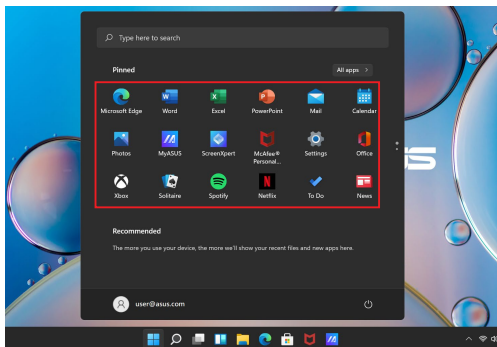 Type here to search
Pinned
All apps >
Microsoft Edge Word Excel PowerPoint Mail Calendar
Photos MyASUS ScreenXpert McAfee® Personal... Settings Office
Xbox Solitaire Spotify Netflix To Do News
Recommended
The more you use your device, the more we'll show your recent files and new apps here.
user@asus.com